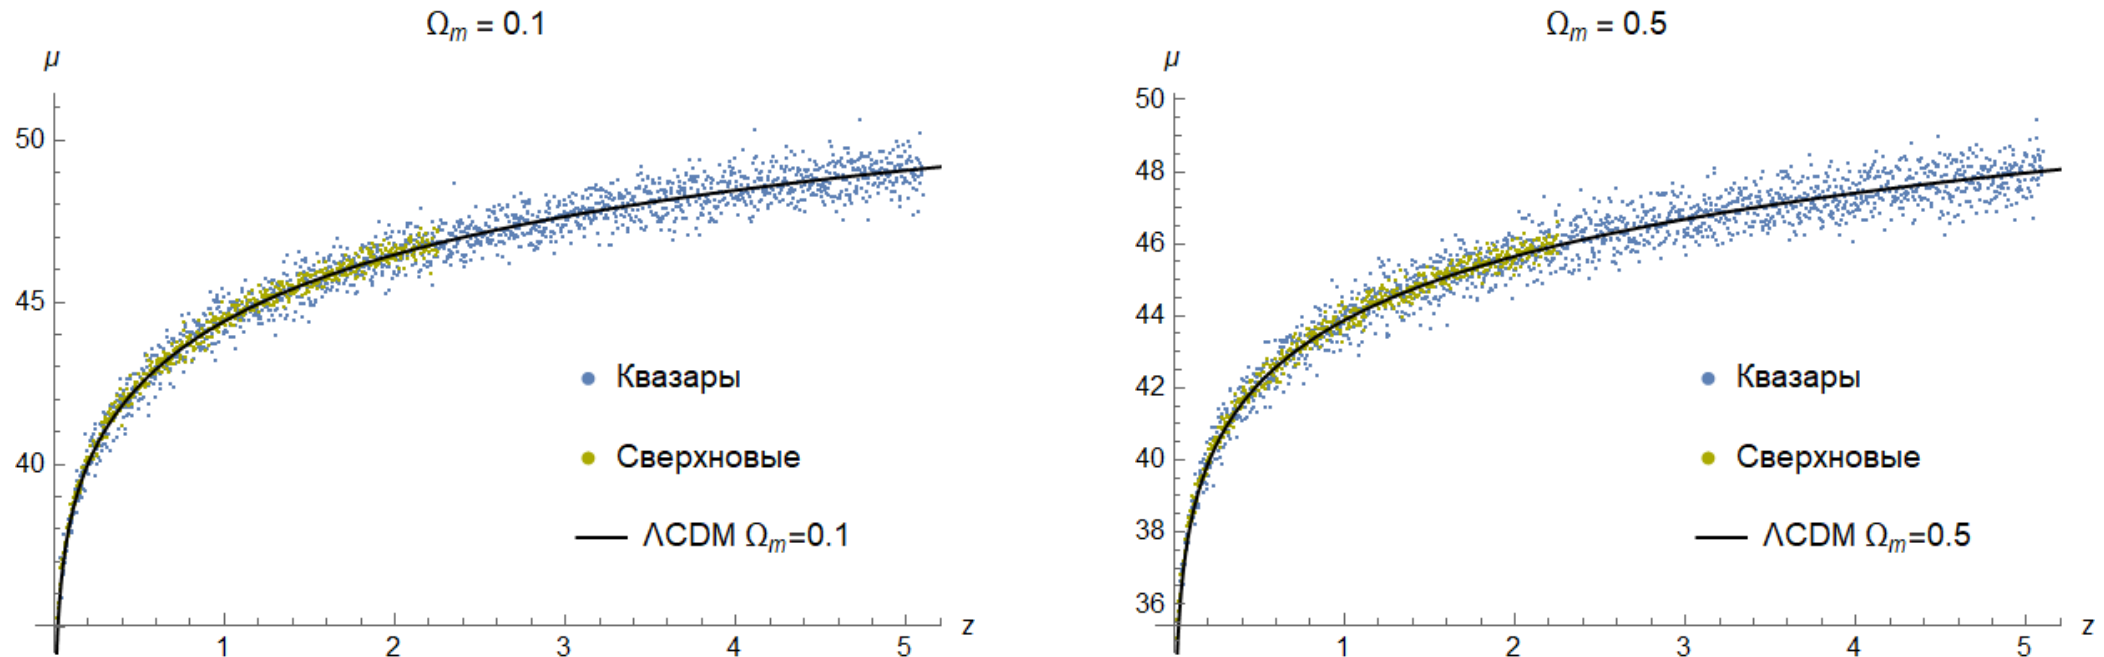 Ωm = 0.1
μ
50
45
40
1 2 3 4 5 z
Квазары
Сверхновые
ΛCDM Ωm=0.1
Ωm = 0.5
μ
50
48
46
44
42
40
38
36
1 2 3 4 5 z
Квазары
Сверхновые
ΛCDM Ωm=0.5